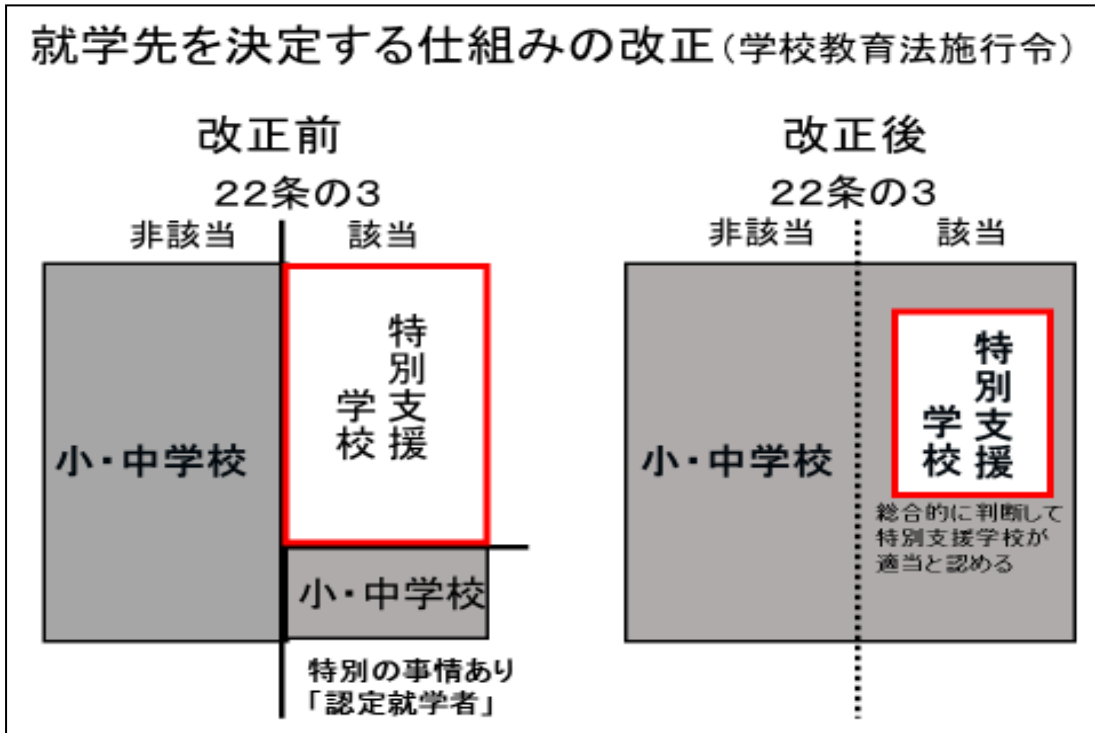 就学先を決定する仕組みの改正(学校教育法施行令)
改正前
22条の3
非該当
該当
小・中学校
特別支援
学校
小・中学校
特別の事情あり
「認定就学者」
改正後
22条の3
非該当
該当
小・中学校
特別支援
学校
総合的に判断して
特別支援学校が
適当と認める